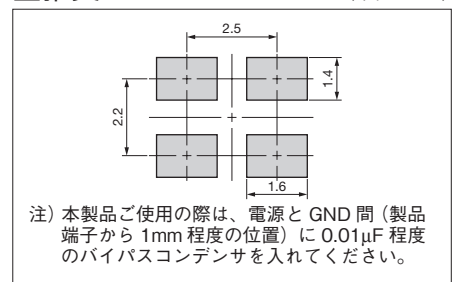 2.5
1.4
2.2
1.6
注) 本製品ご使用の際は、電源と GND 間 (製品
端子から 1mm 程度の位置) に 0.01μF 程度
のバイパスコンデンサを入れてください。